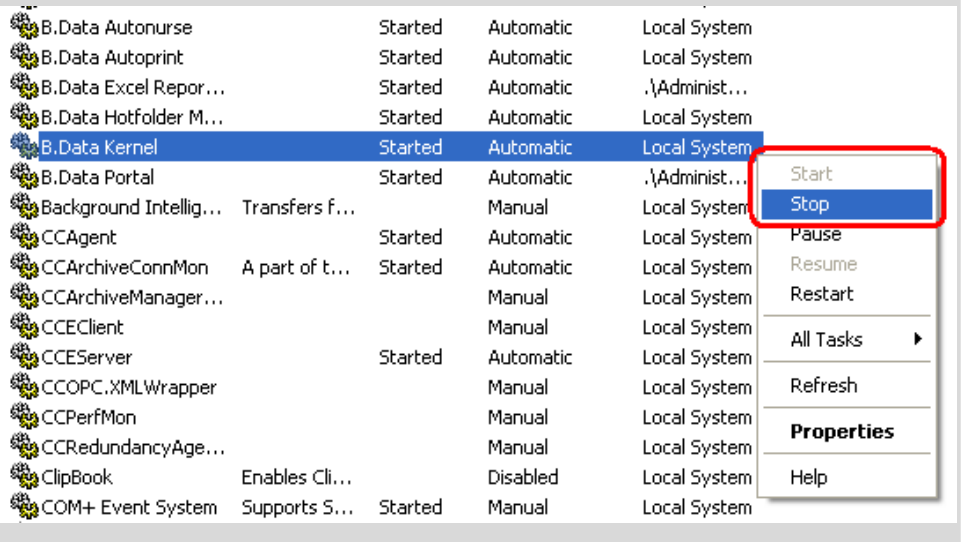 B.Data Autonurse Started Automatic Local System
B.Data Autoprint Started Automatic Local System
B.Data Excel Repor... Started Automatic .\Administ...
B.Data Hotfolder M... Started Automatic Local System
B.Data Kernel Started Automatic Local System
B.Data Portal Started Automatic .\Administ...
Background Intellig... Transfers f... Manual Local System
CCAgent Started Automatic Local System
CCArchiveConnMon A part of t... Started Automatic Local System
CCArchiveManager... Manual Local System
CCEClient Manual Local System
CCEServer Started Automatic Local System
CCOPC.XMLWrapper Manual Local System
CCPerfMon Manual Local System
CCRedundancyAge... Manual Local System
ClipBook Enables Cli... Disabled Local System
COM+ Event System Supports S... Started Manual Local System
Start
Stop
Pause
Resume
Restart
All Tasks
Refresh
Properties
Help